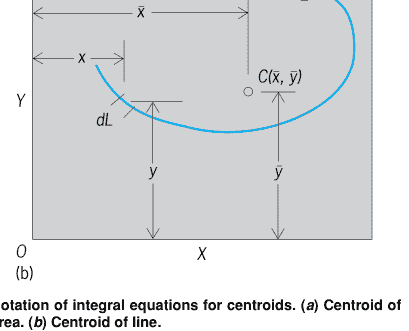 x̄
x
C(x̄, ȳ)
Y
dL
y
ȳ
O
X
(b)
otation of integral equations for centroids. (a) Centroid of
rea. (b) Centroid of line.